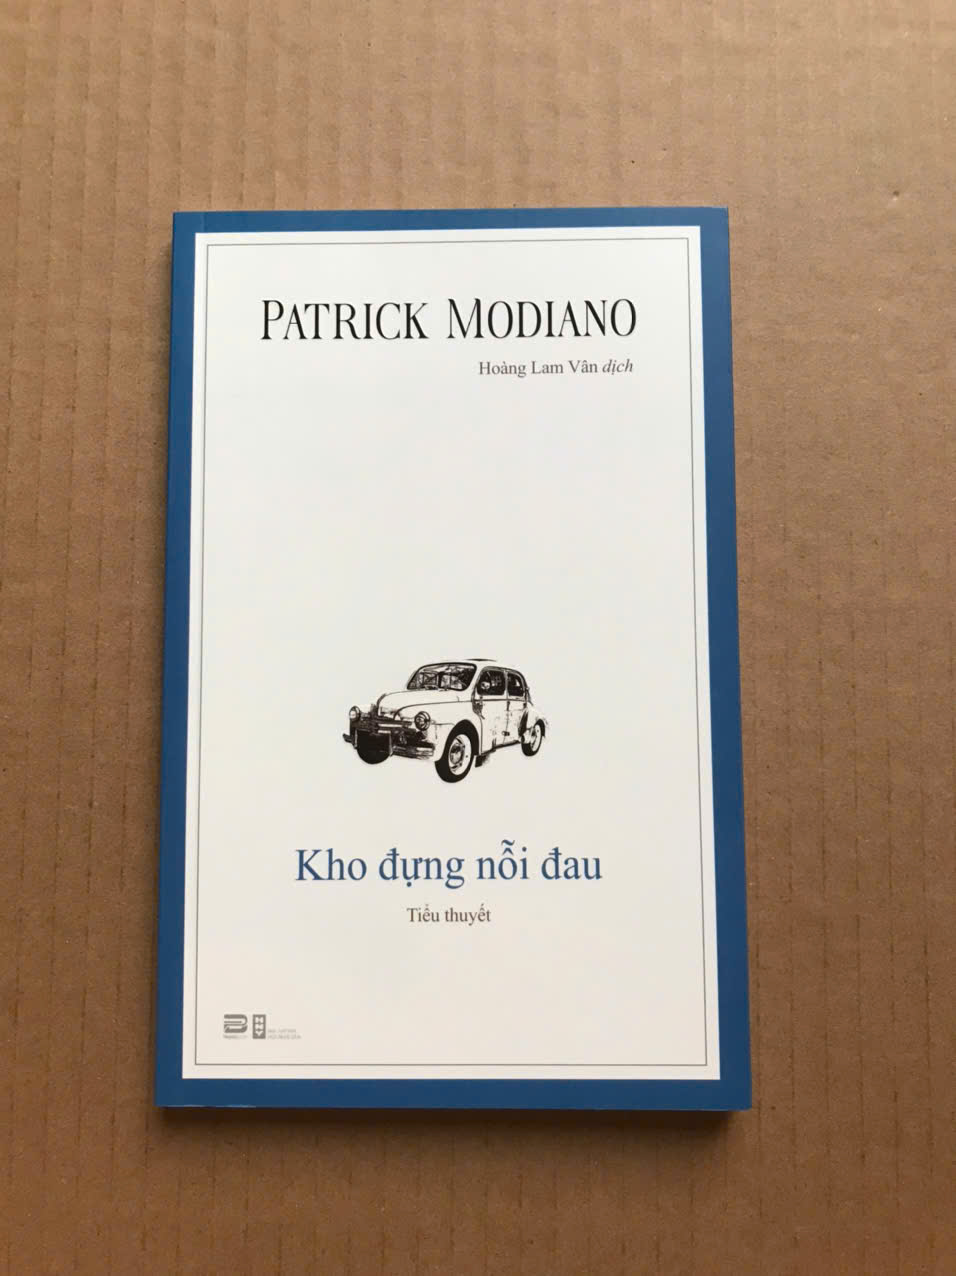 PATRICK MODIANO
Hoàng Lam Vân dịch
Kho đựng nỗi đau
Tiểu thuyết